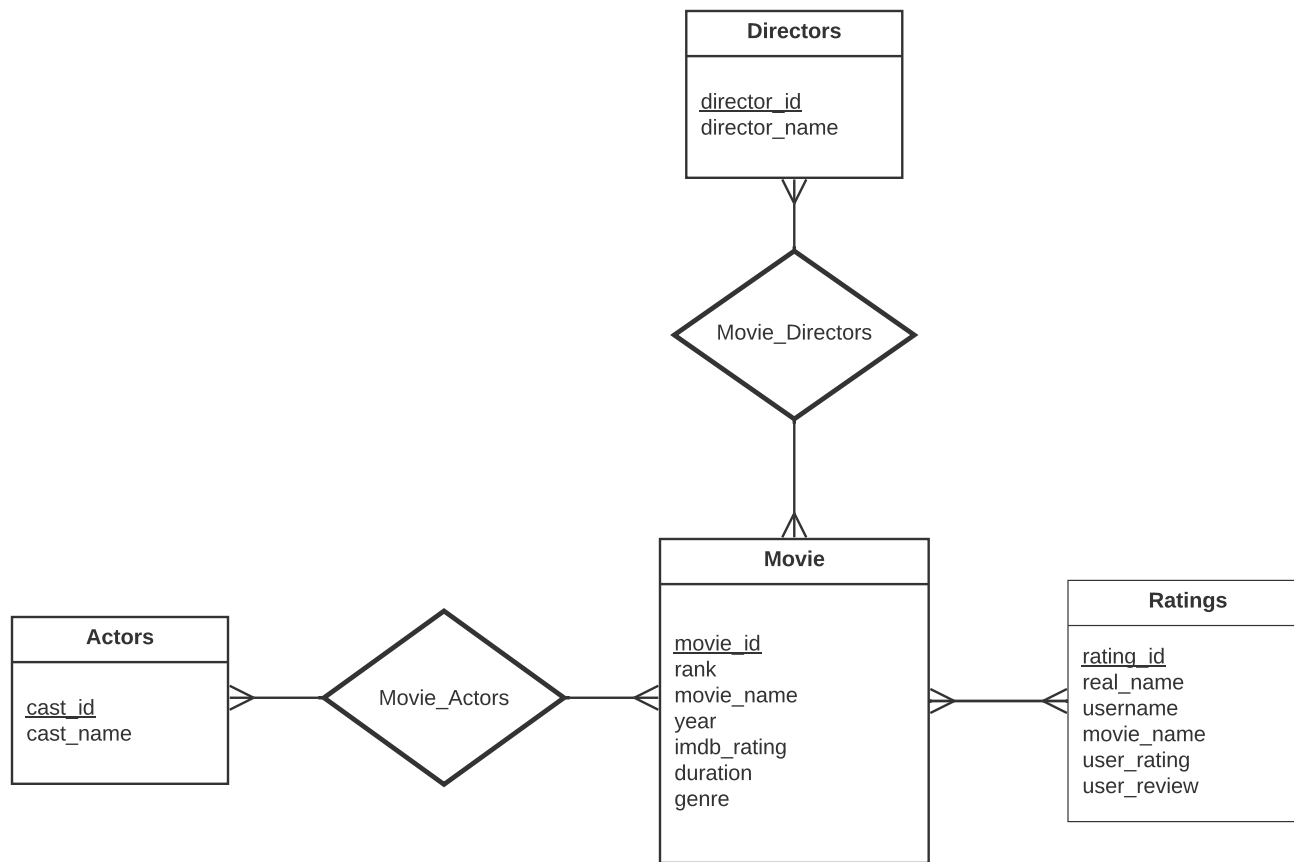 Directors
director_id
director_name
Movie_Directors
Movie
movie_id
rank
movie_name
year
imdb_rating
duration
genre
Actors
cast_id
cast_name
Movie_Actors
Ratings
rating_id
real_name
username
movie_name
user_rating
user_review